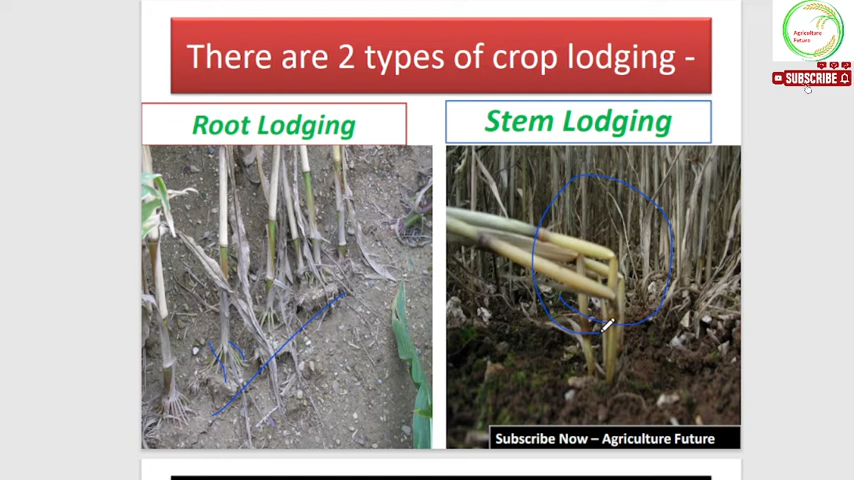 There are 2 types of crop lodging -
Agriculture
Future
SUBSCRIBE
Root Lodging
Stem Lodging
Subscribe Now – Agriculture Future